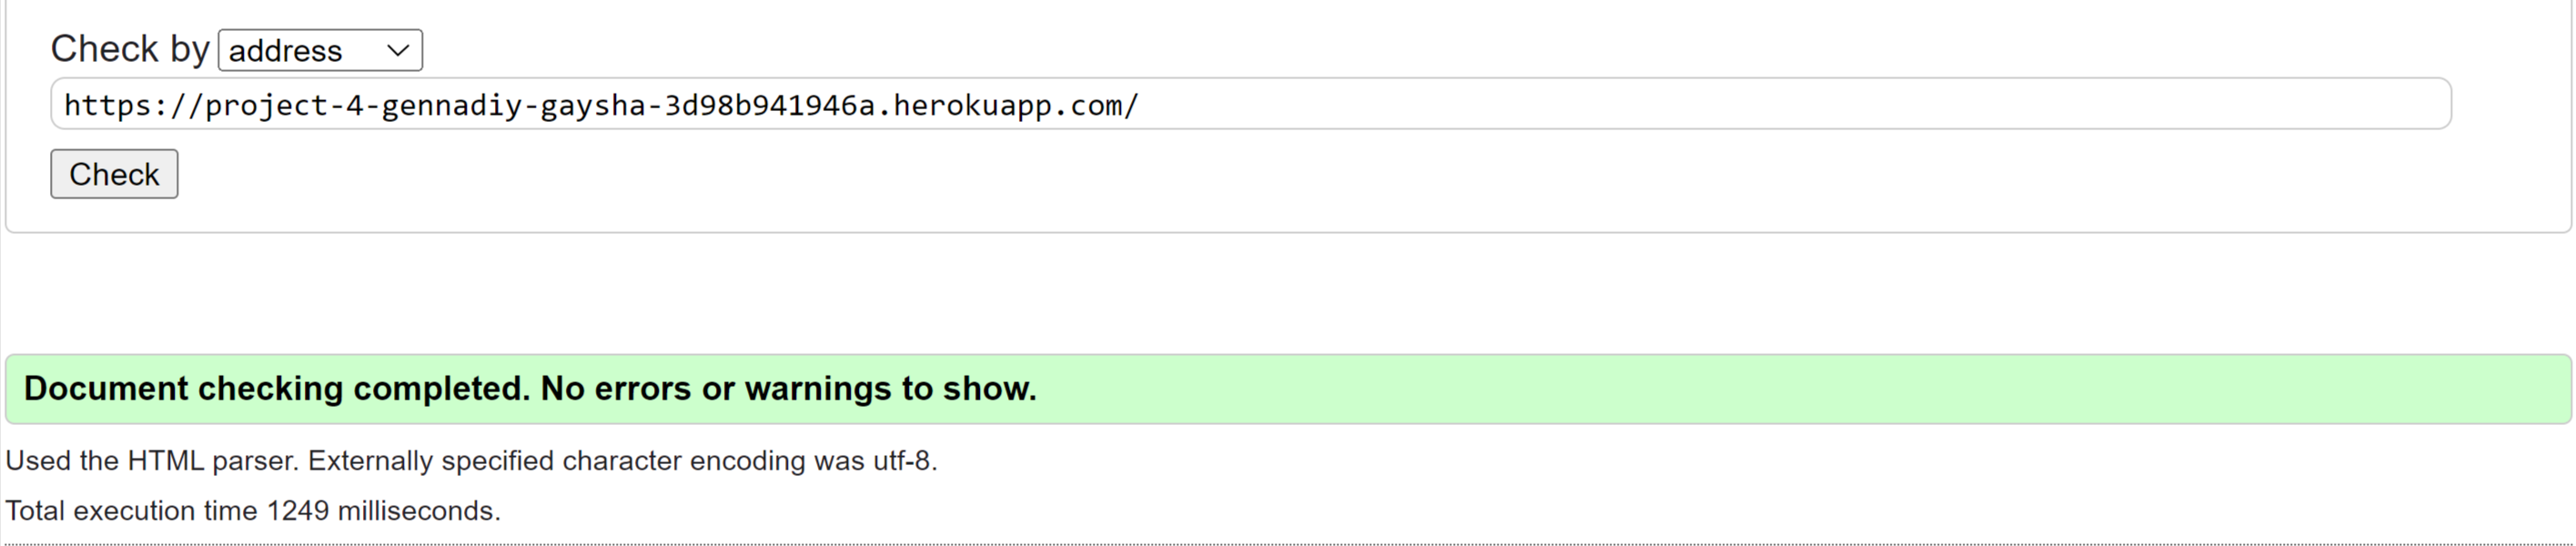 Check by address
https://project-4-gennadiy-gaysha-3d98b941946a.herokuapp.com/
Check
Document checking completed. No errors or warnings to show.
Used the HTML parser. Externally specified character encoding was utf-8.
Total execution time 1249 milliseconds.